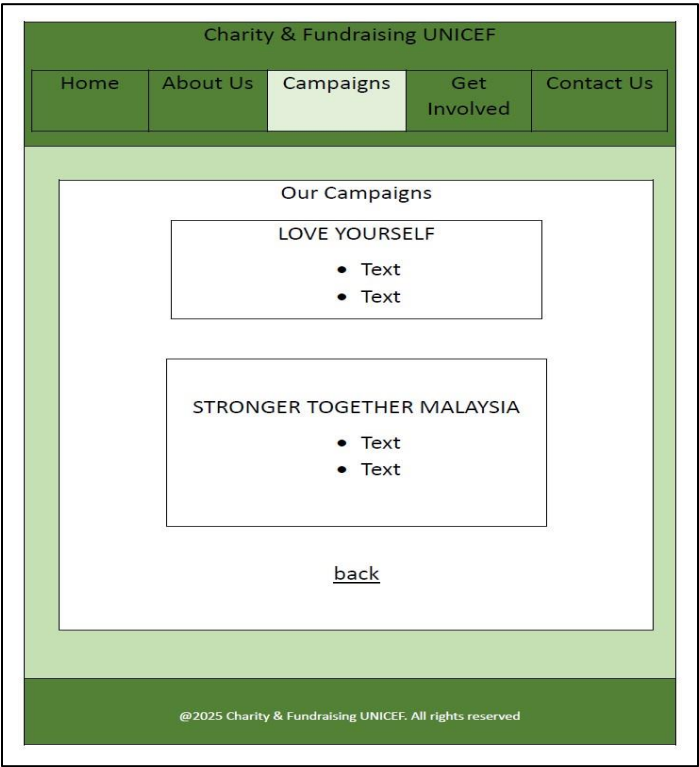 Charity & Fundraising UNICEF
Home About Us Campaigns Get Involved Contact Us
Our Campaigns
LOVE YOURSELF
• Text
• Text
STRONGER TOGETHER MALAYSIA
• Text
• Text
back
@2025 Charity & Fundraising UNICEF. All rights reserved